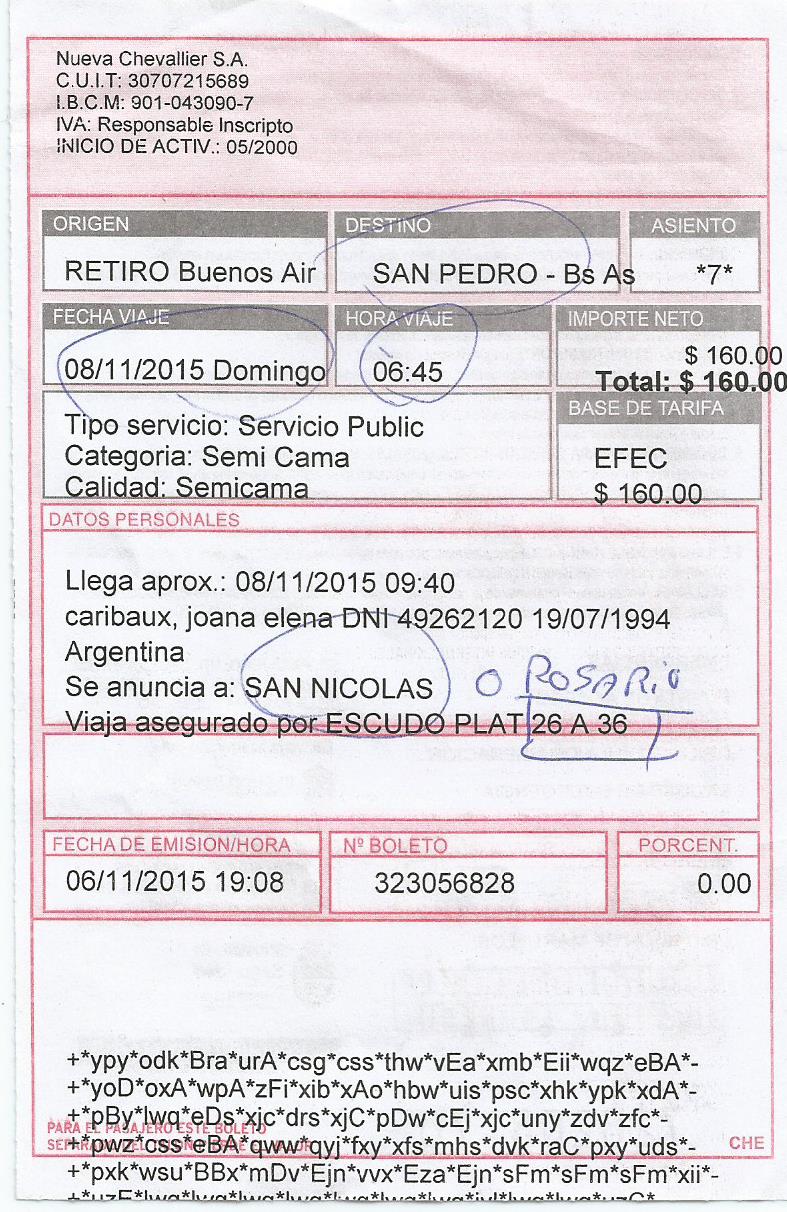 Nueva Chevallier S.A.
C.U.I.T: 30707215689
I.B.C.M: 901-043090-7
IVA: Responsable Inscripto
INICIO DE ACTIV.: 05/2000
ORIGEN DESTINO ASIENTO
RETIRO Buenos Air SAN PEDRO - Bs As *7*
FECHA VIAJE HORA VIAJE IMPORTE NETO
08/11/2015 Domingo 06:45 $ 160.00
Total: $ 160.00
BASE DE TARIFA
Tipo servicio: Servicio Public
Categoria: Semi Cama EFEC
Calidad: Semicama $ 160.00
DATOS PERSONALES
Llega aprox.: 08/11/2015 09:40
caribaux, joana elena DNI 49262120 19/07/1994
Argentina
Se anuncia a: SAN NICOLAS O ROSARIO
Viaja asegurado por ESCUDO PLAT 26 A 36
FECHA DE EMISION/HORA Nº BOLETO PORCENT.
06/11/2015 19:08 323056828 0.00
+*ypy*odk*Bra*urA*csg*css*thw*vEa*xmb*Eii*wqz*eBA*-
+*yoD*oxA*wpA*zFi*xib*xAo*hbw*uis*psc*xhk*ypk*xdA*-
+*pBy*lwq*eDs*xjc*drs*xjC*pDw*cEj*xjc*uny*zdv*zfc*-
PARA EL PASAJERO ESTE BOLETO
+*pwz*css*eBA*qww*qyj*fxy*xfs*mhs*dvk*raC*pxy*uds*-
CHE
+*pxk*wsu*BBx*mDv*Ejn*vvx*Eza*Ejn*sFm*sFm*sFm*xii*-